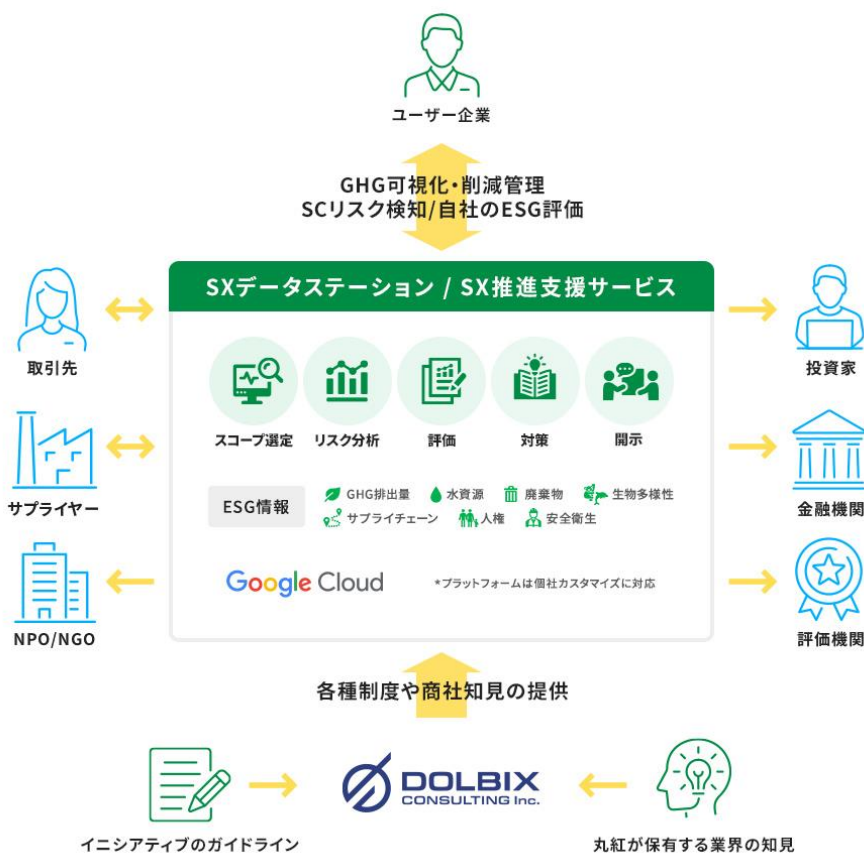 ユーザー企業
GHG可視化・削減管理
SCリスク検知/自社のESG評価
SXデータステーション / SX推進支援サービス
取引先
サプライヤー
NPO/NGO
スコープ選定
リスク分析
評価
対策
開示
ESG情報
GHG排出量
水資源
廃棄物
生物多様性
サプライチェーン
人権
安全衛生
Google Cloud
*プラットフォームは個社カスタマイズに対応
投資家
金融機関
評価機関
各種制度や商社知見の提供
DOLBIX
CONSULTING Inc.
イニシアティブのガイドライン
丸紅が保有する業界の知見